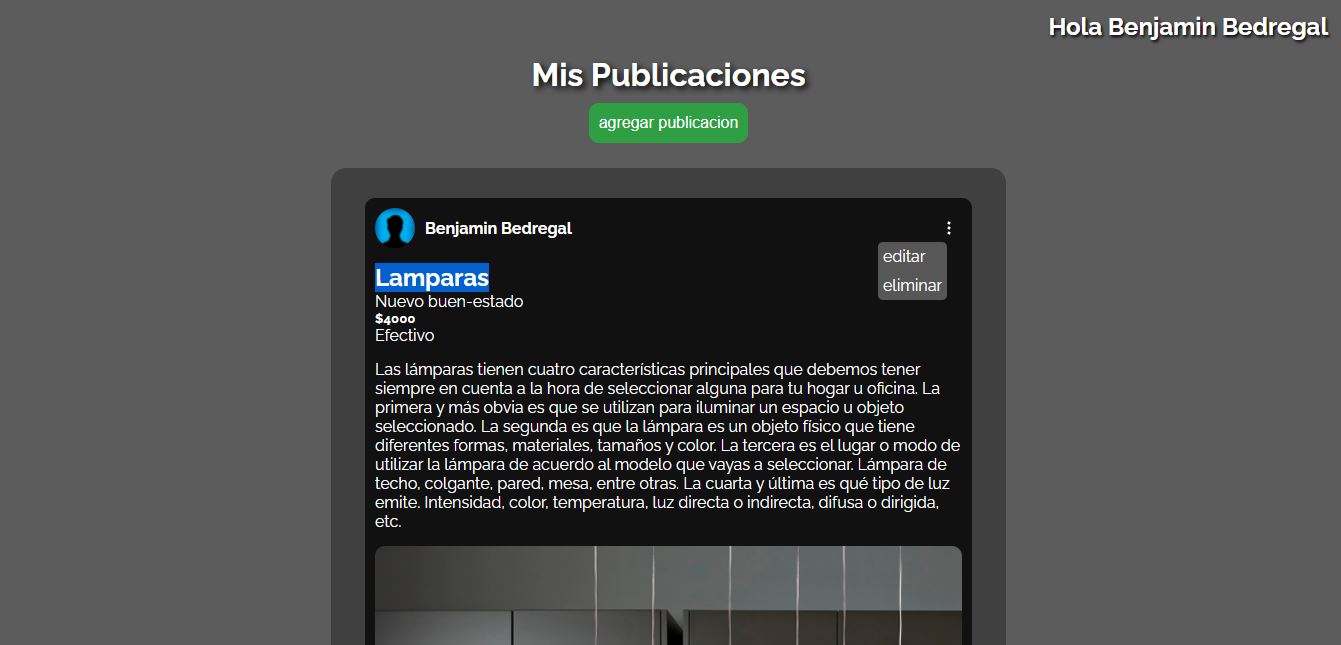 Hola Benjamin Bedregal
Mis Publicaciones
agregar publicacion
Benjamin Bedregal
editar
eliminar
Lamparas
Nuevo buen-estado
$4000
Efectivo
Las lámparas tienen cuatro características principales que debemos tener
siempre en cuenta a la hora de seleccionar alguna para tu hogar u oficina. La
primera y más obvia es que se utilizan para iluminar un espacio u objeto
seleccionado. La segunda es que la lámpara es un objeto físico que tiene
diferentes formas, materiales, tamaños y color. La tercera es el lugar o modo de
utilizar la lámpara de acuerdo al modelo que vayas a seleccionar. Lámpara de
techo, colgante, pared, mesa, entre otras. La cuarta y última es qué tipo de luz
emite. Intensidad, color, temperatura, luz directa o indirecta, difusa o dirigida,
etc.